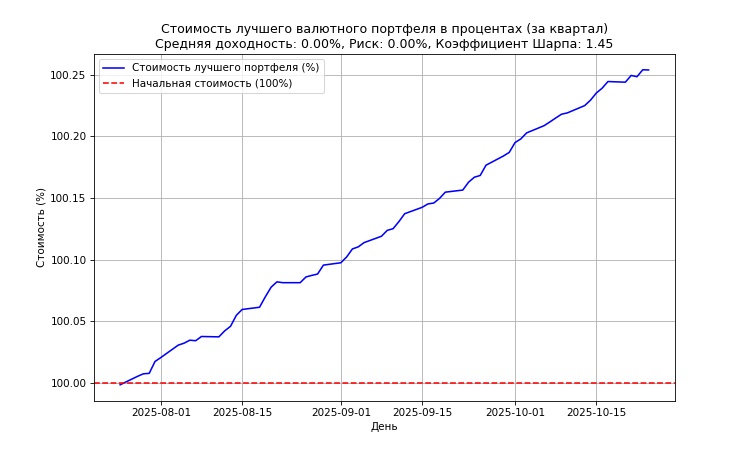 Стоимость лучшего валютного портфеля в процентах (за квартал)
Средняя доходность: 0.00%, Риск: 0.00%, Коэффициент Шарпа: 1.45
Стоимость лучшего портфеля (%)
Начальная стоимость (100%)
Стоимость (%)
100.25
100.20
100.15
100.10
100.05
100.00
2025-08-01
2025-08-15
2025-09-01
2025-09-15
2025-10-01
2025-10-15
День